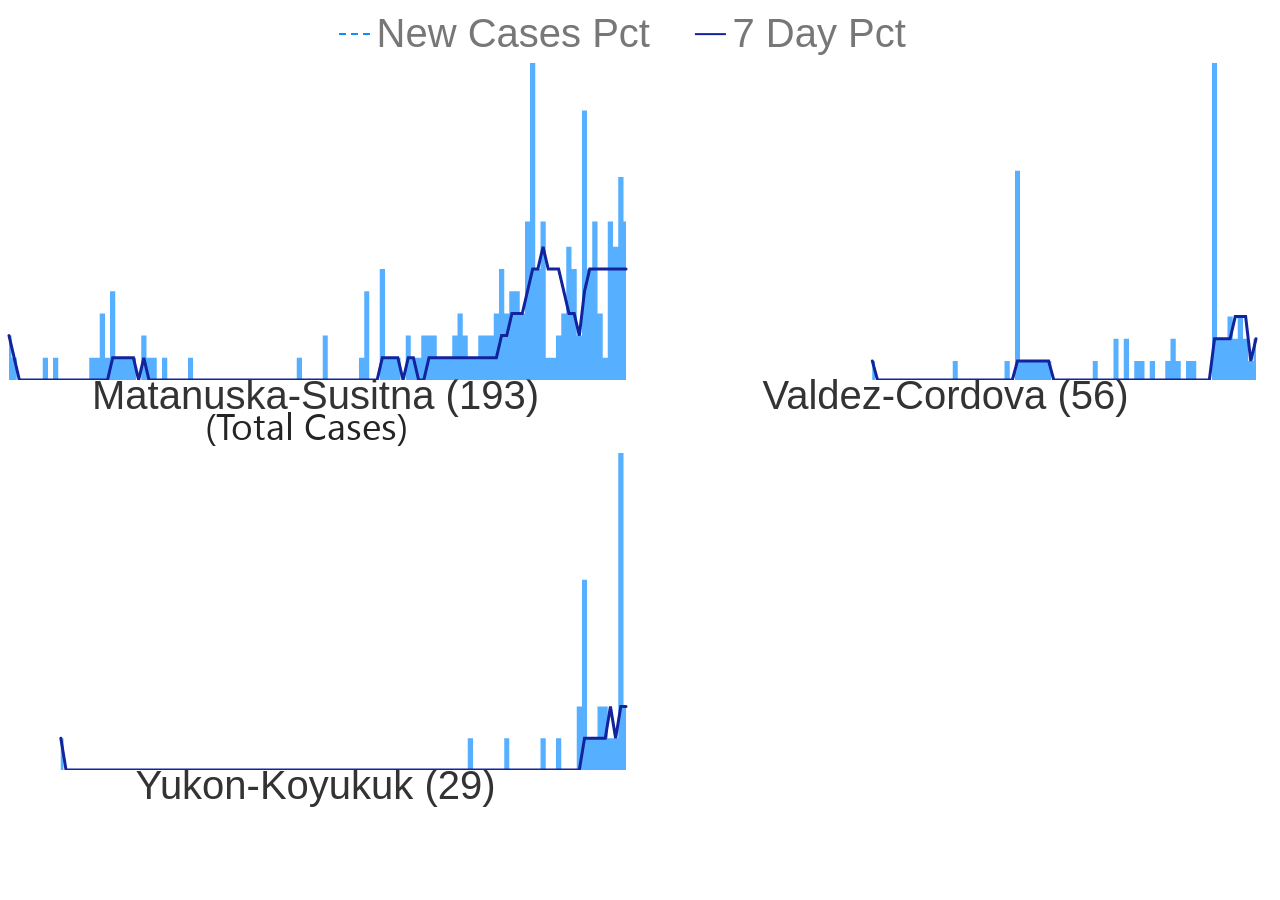 New Cases Pct 7 Day Pct
Matanuska-Susitna (193) Valdez-Cordova (56)
(Total Cases)
Yukon-Koyukuk (29)